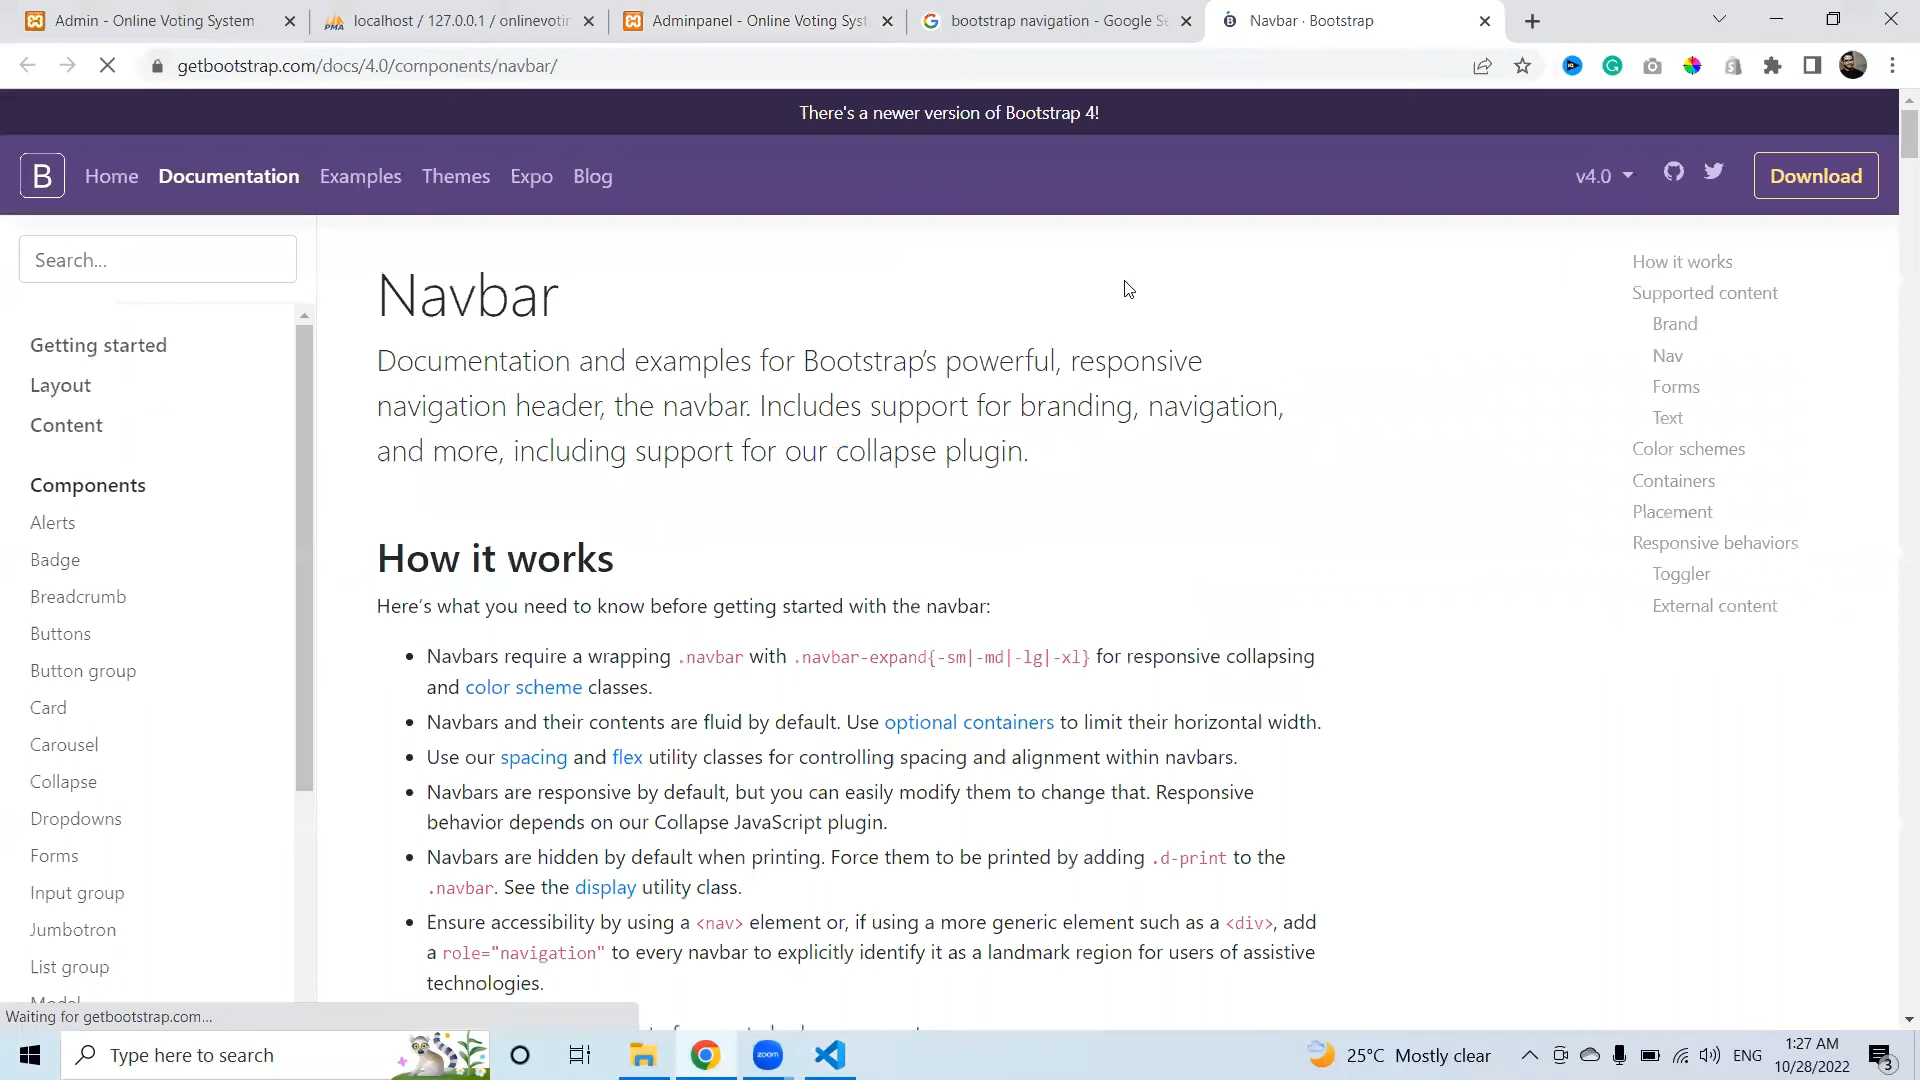 Admin - Online Voting System
localhost / 127.0.0.1 / onlinevotin
Adminpanel - Online Voting Syst
bootstrap navigation - Google Se
Navbar · Bootstrap
getbootstrap.com/docs/4.0/components/navbar/
There's a newer version of Bootstrap 4!
B Home Documentation Examples Themes Expo Blog v4.0 Download
Search...
Getting started
Layout
Content
Components
Alerts
Badge
Breadcrumb
Buttons
Button group
Card
Carousel
Collapse
Dropdowns
Forms
Input group
Jumbotron
List group
Modal
Navbar
Documentation and examples for Bootstrap’s powerful, responsive
navigation header, the navbar. Includes support for branding, navigation,
and more, including support for our collapse plugin.
How it works
Here’s what you need to know before getting started with the navbar:
• Navbars require a wrapping .navbar with .navbar-expand{-sm|-md|-lg|-xl} for responsive collapsing
and color scheme classes.
• Navbars and their contents are fluid by default. Use optional containers to limit their horizontal width.
• Use our spacing and flex utility classes for controlling spacing and alignment within navbars.
• Navbars are responsive by default, but you can easily modify them to change that. Responsive
behavior depends on our Collapse JavaScript plugin.
• Navbars are hidden by default when printing. Force them to be printed by adding .d-print to the
.navbar. See the display utility class.
• Ensure accessibility by using a <nav> element or, if using a more generic element such as a <div>, add
a role="navigation" to every navbar to explicitly identify it as a landmark region for users of assistive
technologies.
How it works
Supported content
Brand
Nav
Forms
Text
Color schemes
Containers
Placement
Responsive behaviors
Toggler
External content
Waiting for getbootstrap.com...
Type here to search
zoom
25°C Mostly clear
ENG
1:27 AM
10/28/2022
3